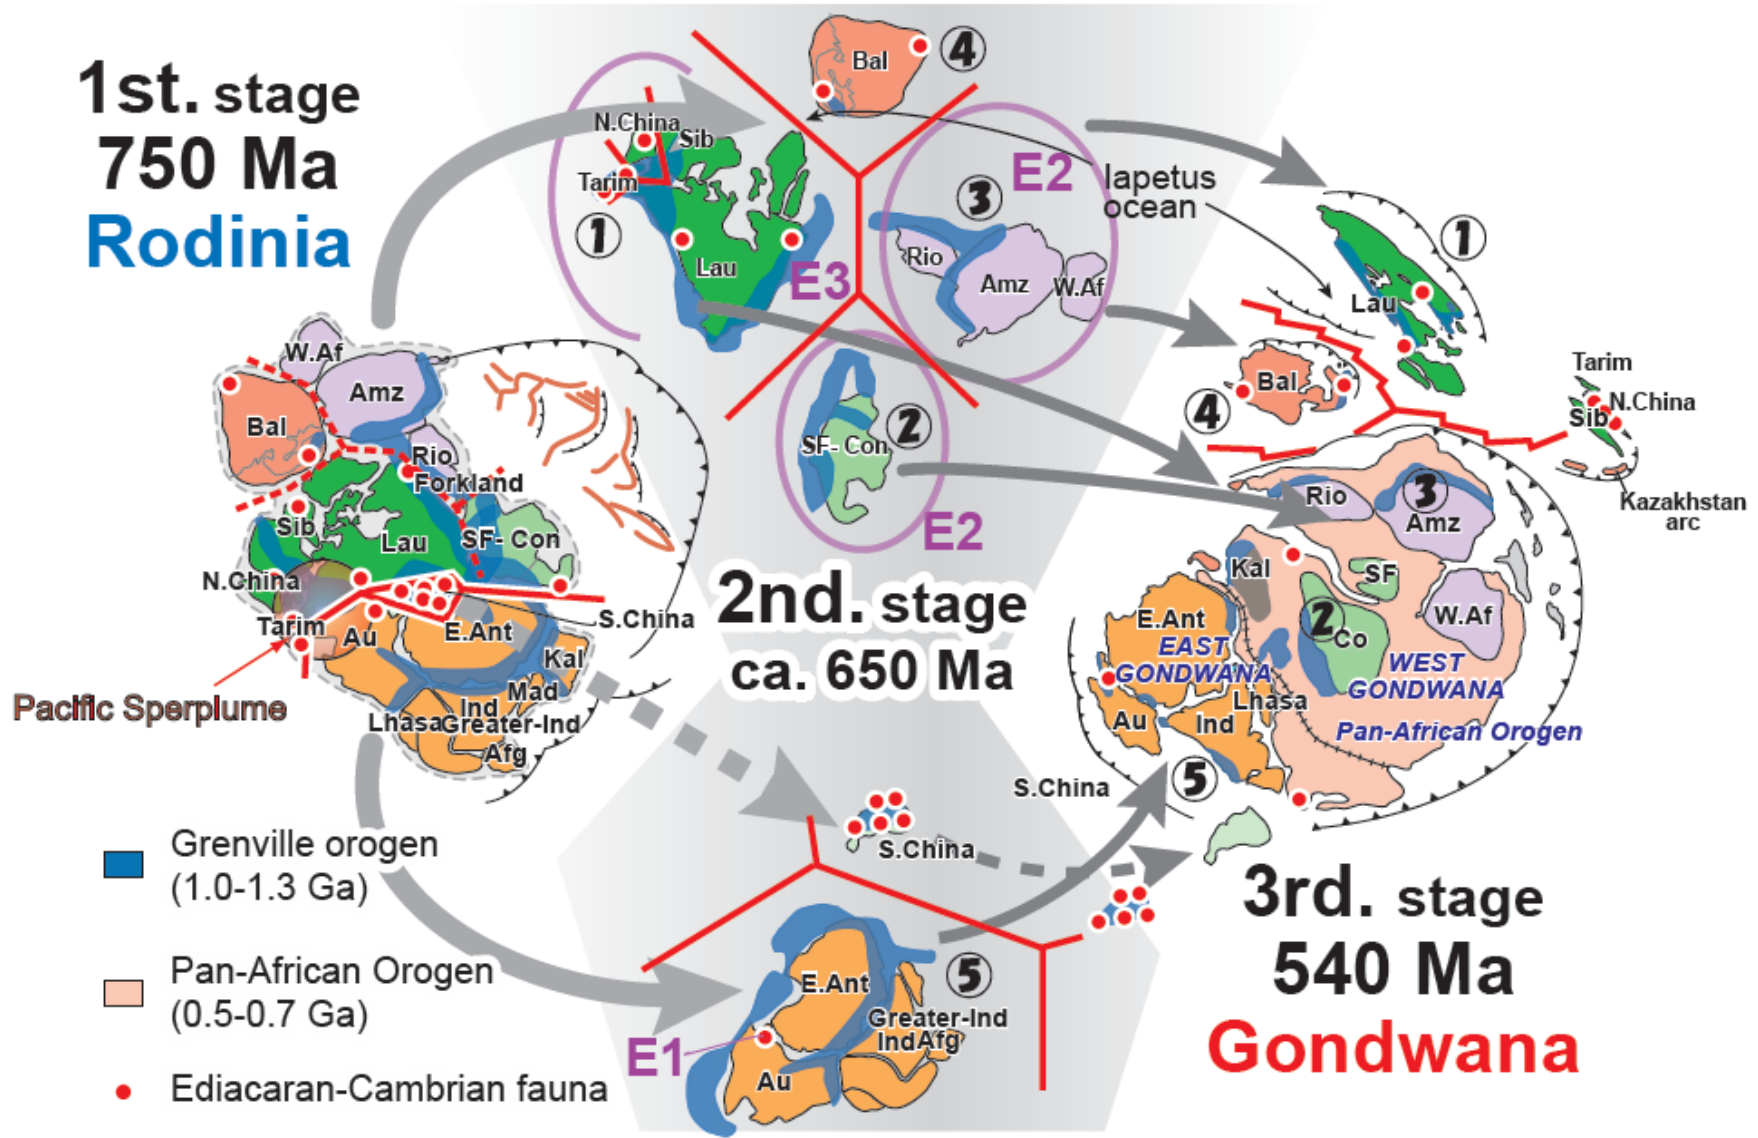 1st. stage
750 Ma
Rodinia
W.Af
Amz
Bal
Rio
Forkland
Sib
Lau
SF- Con
N.China
S.China
Tarim
Au
E.Ant
Kal
Mad
Ind
Lhasa
Greater-Ind
Afg
Pacific Sperplume
Grenville orogen
(1.0-1.3 Ga)
Pan-African Orogen
(0.5-0.7 Ga)
Ediacaran-Cambrian fauna
Bal
4
N.China
Sib
Tarim
1
Lau
E3
E2
3
Rio
Amz
W.Af
Iapetus
ocean
SF- Con
2
E2
2nd. stage
ca. 650 Ma
S.China
E.Ant
5
Greater-Ind
Ind
Afg
E1
Au
1
Lau
Bal
4
Tarim
N.China
Sib
Kazakhstan
arc
Rio
3
Amz
Kal
SF
E.Ant
2
Co
W.Af
EAST
GONDWANA
WEST
GONDWANA
Lhasa
Au
Ind
Pan-African Orogen
5
S.China
3rd. stage
540 Ma
Gondwana